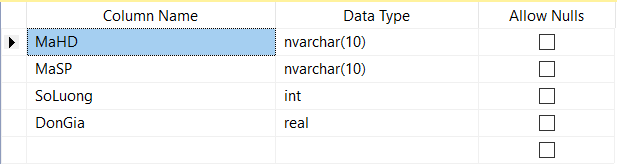 Column Name Data Type Allow Nulls
MaHD nvarchar(10)
MaSP nvarchar(10)
SoLuong int
DonGia real